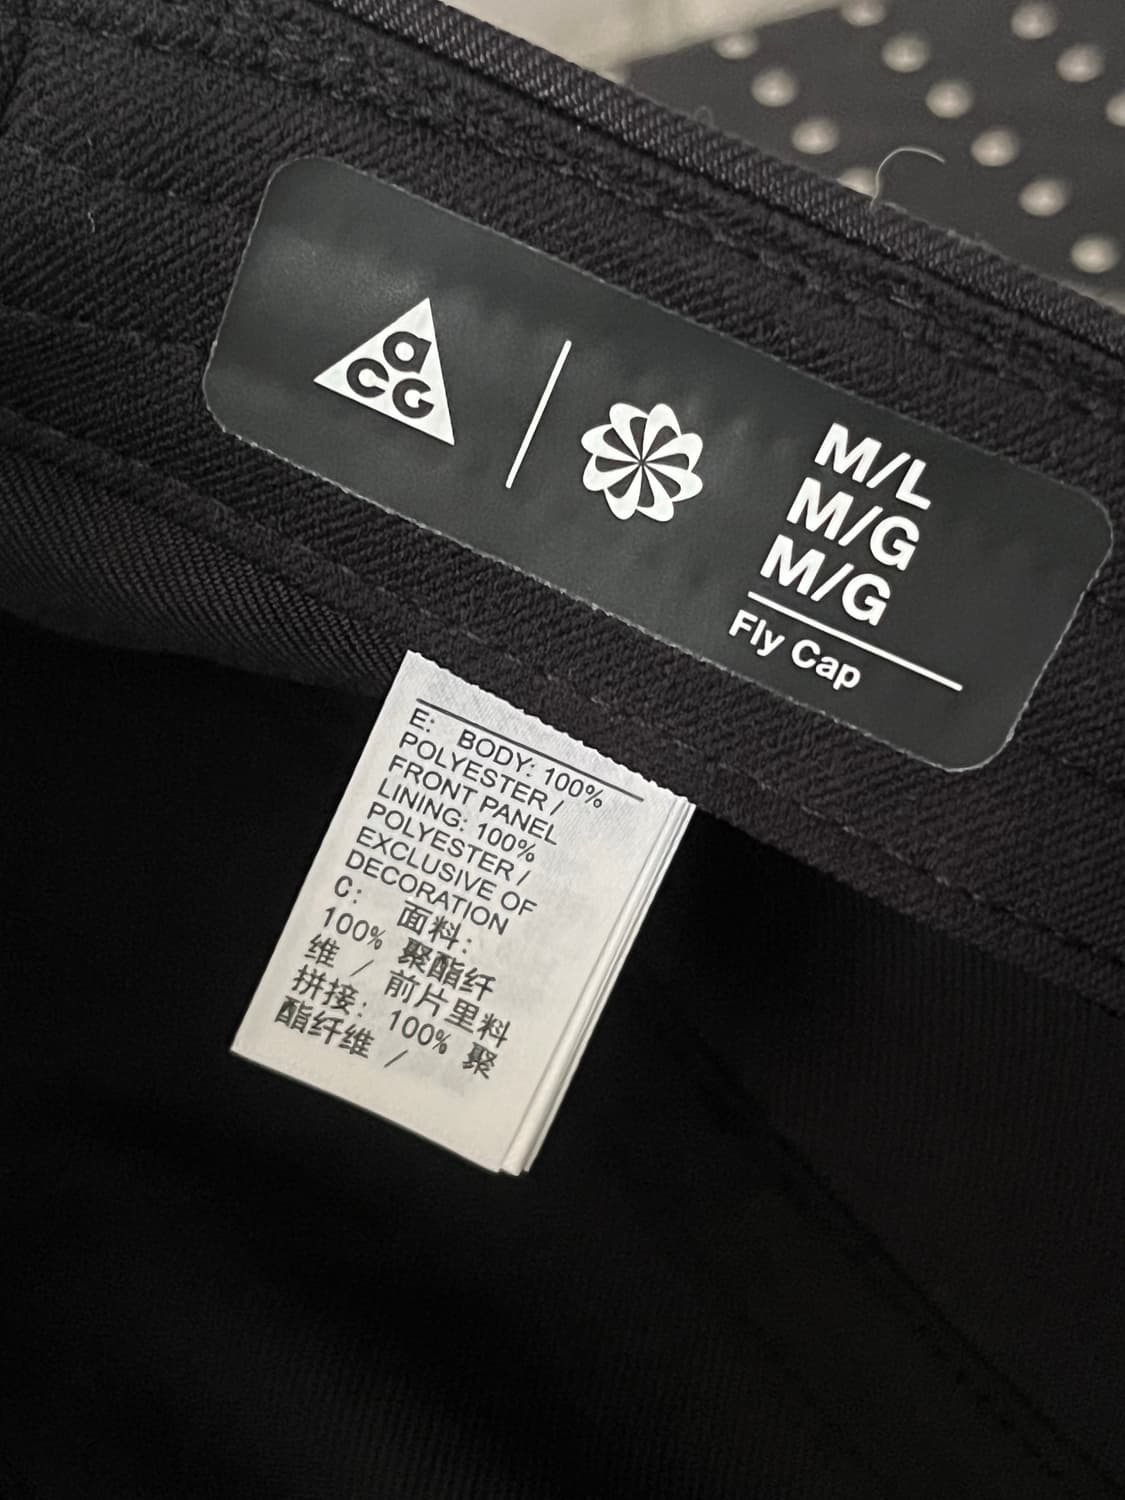 acG
M/L
M/G
M/G
Fly Cap
E: BODY: 100%
POLYESTER /
FRONT PANEL
LINING: 100%
POLYESTER /
EXCLUSIVE OF
DECORATION
C: 面料:
100% 聚酯纤
维 / 前片里料
拼接: 100% 聚
酯纤维 /